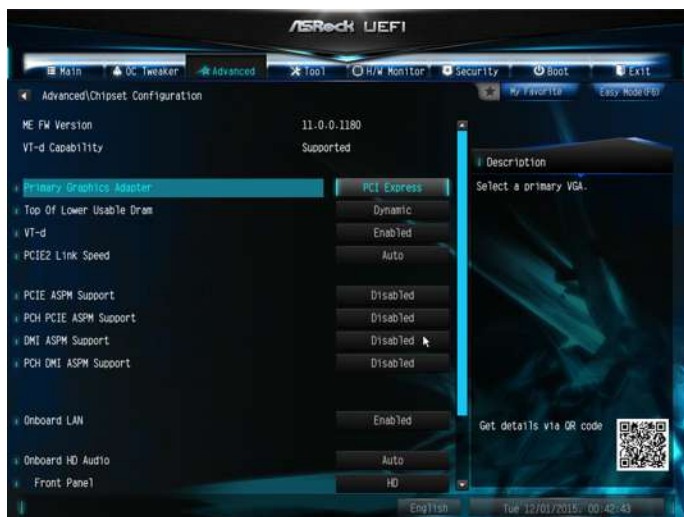 ASRock UEFI
Main OC Tweaker Advanced Tool H/W Monitor Security Boot Exit
Advanced\Chipset Configuration My Favorite Easy Mode(F6)
ME FW Version 11.0.0.1180
VT-d Capability Supported
Description
Primary Graphics Adapter PCI Express
Select a primary VGA.
Top Of Lower Usable Dram Dynamic
VT-d Enabled
PCIE2 Link Speed Auto
PCIE ASPM Support Disabled
PCH PCIE ASPM Support Disabled
DMI ASPM Support Disabled
PCH DMI ASPM Support Disabled
Onboard LAN Enabled
Get details via QR code
Onboard HD Audio Auto
Front Panel HD
English Tue 12/01/2015. 00:42:43